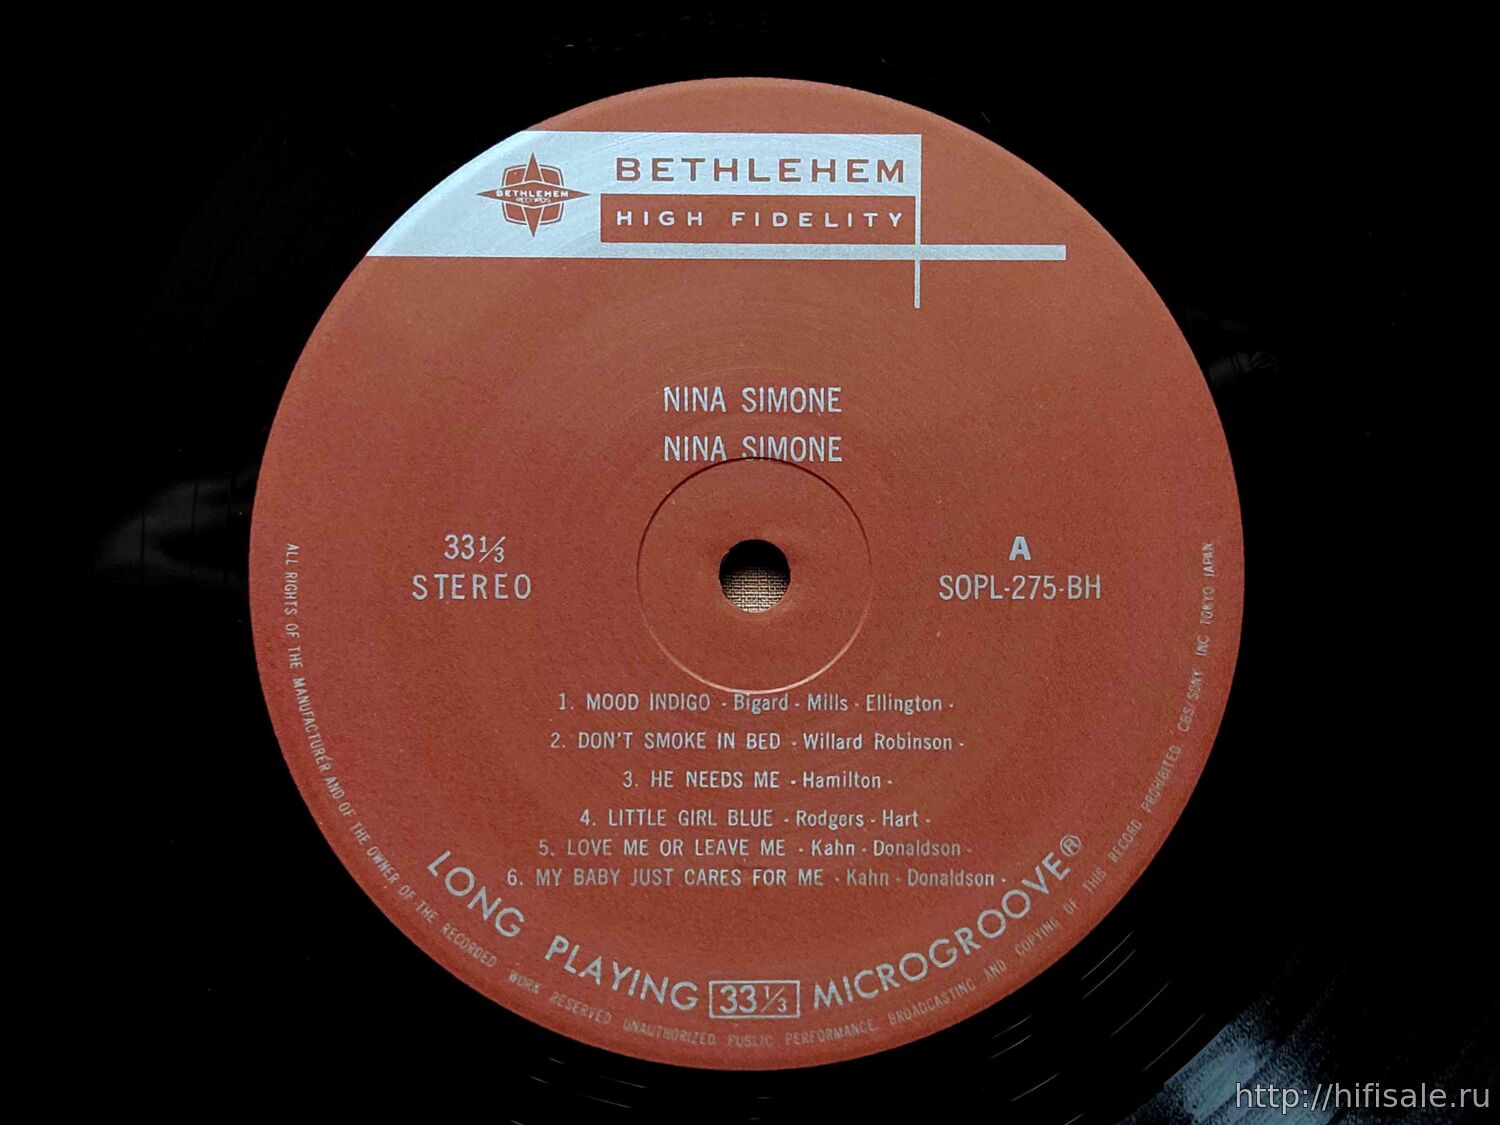 BETHLEHEM
RECORDS
BETHLEHEM
HIGH FIDELITY
NINA SIMONE
NINA SIMONE
33⅓
STEREO
A
SOPL-275-BH
1. MOOD INDIGO - Bigard - Mills - Ellington -
2. DON'T SMOKE IN BED - Willard Robinson -
3. HE NEEDS ME - Hamilton -
4. LITTLE GIRL BLUE - Rodgers - Hart -
5. LOVE ME OR LEAVE ME - Kahn - Donaldson -
6. MY BABY JUST CARES FOR ME - Kahn - Donaldson -
LONG PLAYING 33⅓ MICROGROOVE®
ALL RIGHTS OF THE MANUFACTURER AND OF THE OWNER OF THE RECORDED WORK RESERVED UNAUTHORIZED PUBLIC PERFORMANCE. BROADCASTING AND COPYING OF THIS RECORD PROHIBITED CBS/SONY INC TOKYO JAPAN
http://hifisale.ru